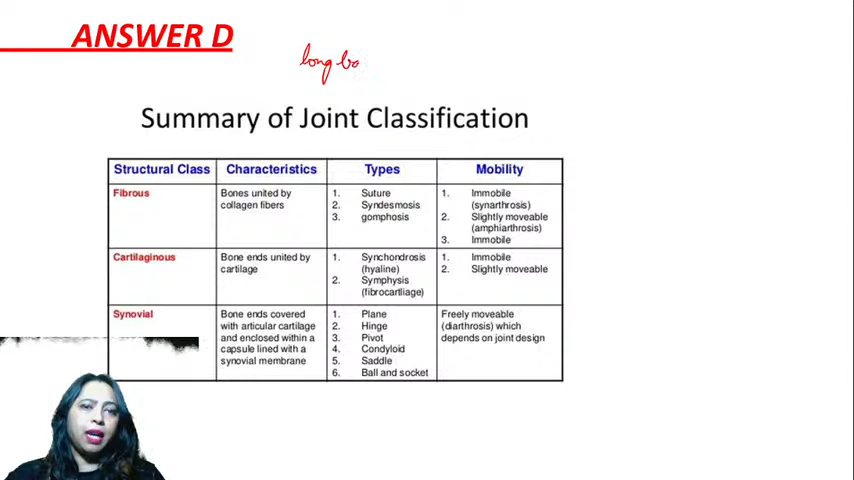 ANSWER D
long bo
Summary of Joint Classification
Structural Class Characteristics Types Mobility
Fibrous
Bones united by
collagen fibers
1. Suture
2. Syndesmosis
3. gomphosis
1. Immobile
(synarthrosis)
2. Slightly moveable
(amphiarthrosis)
3. Immobile
Cartilaginous
Bone ends united by
cartilage
1. Synchondrosis
(hyaline)
2. Symphysis
(fibrocartliage)
1. Immobile
2. Slightly moveable
Synovial
Bone ends covered
with articular cartilage
and enclosed within a
capsule lined with a
synovial membrane
1. Plane
2. Hinge
3. Pivot
4. Condyloid
5. Saddle
6. Ball and socket
Freely moveable
(diarthrosis) which
depends on joint design